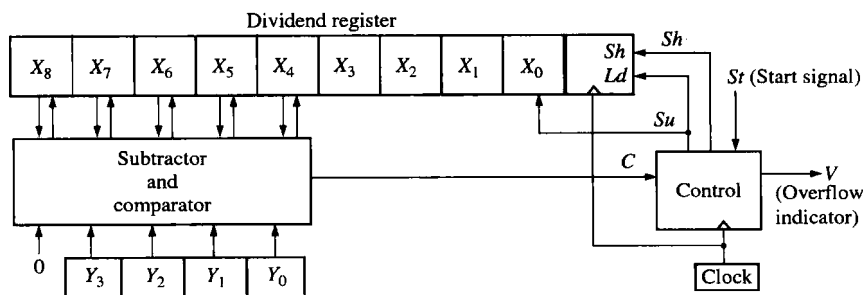 Dividend register
X8 X7 X6 X5 X4 X3 X2 X1 X0 Sh
Ld
Sh
St (Start signal)
Su
Subtractor
and
comparator
C
Control
V
(Overflow
indicator)
0
Y3 Y2 Y1 Y0
Clock